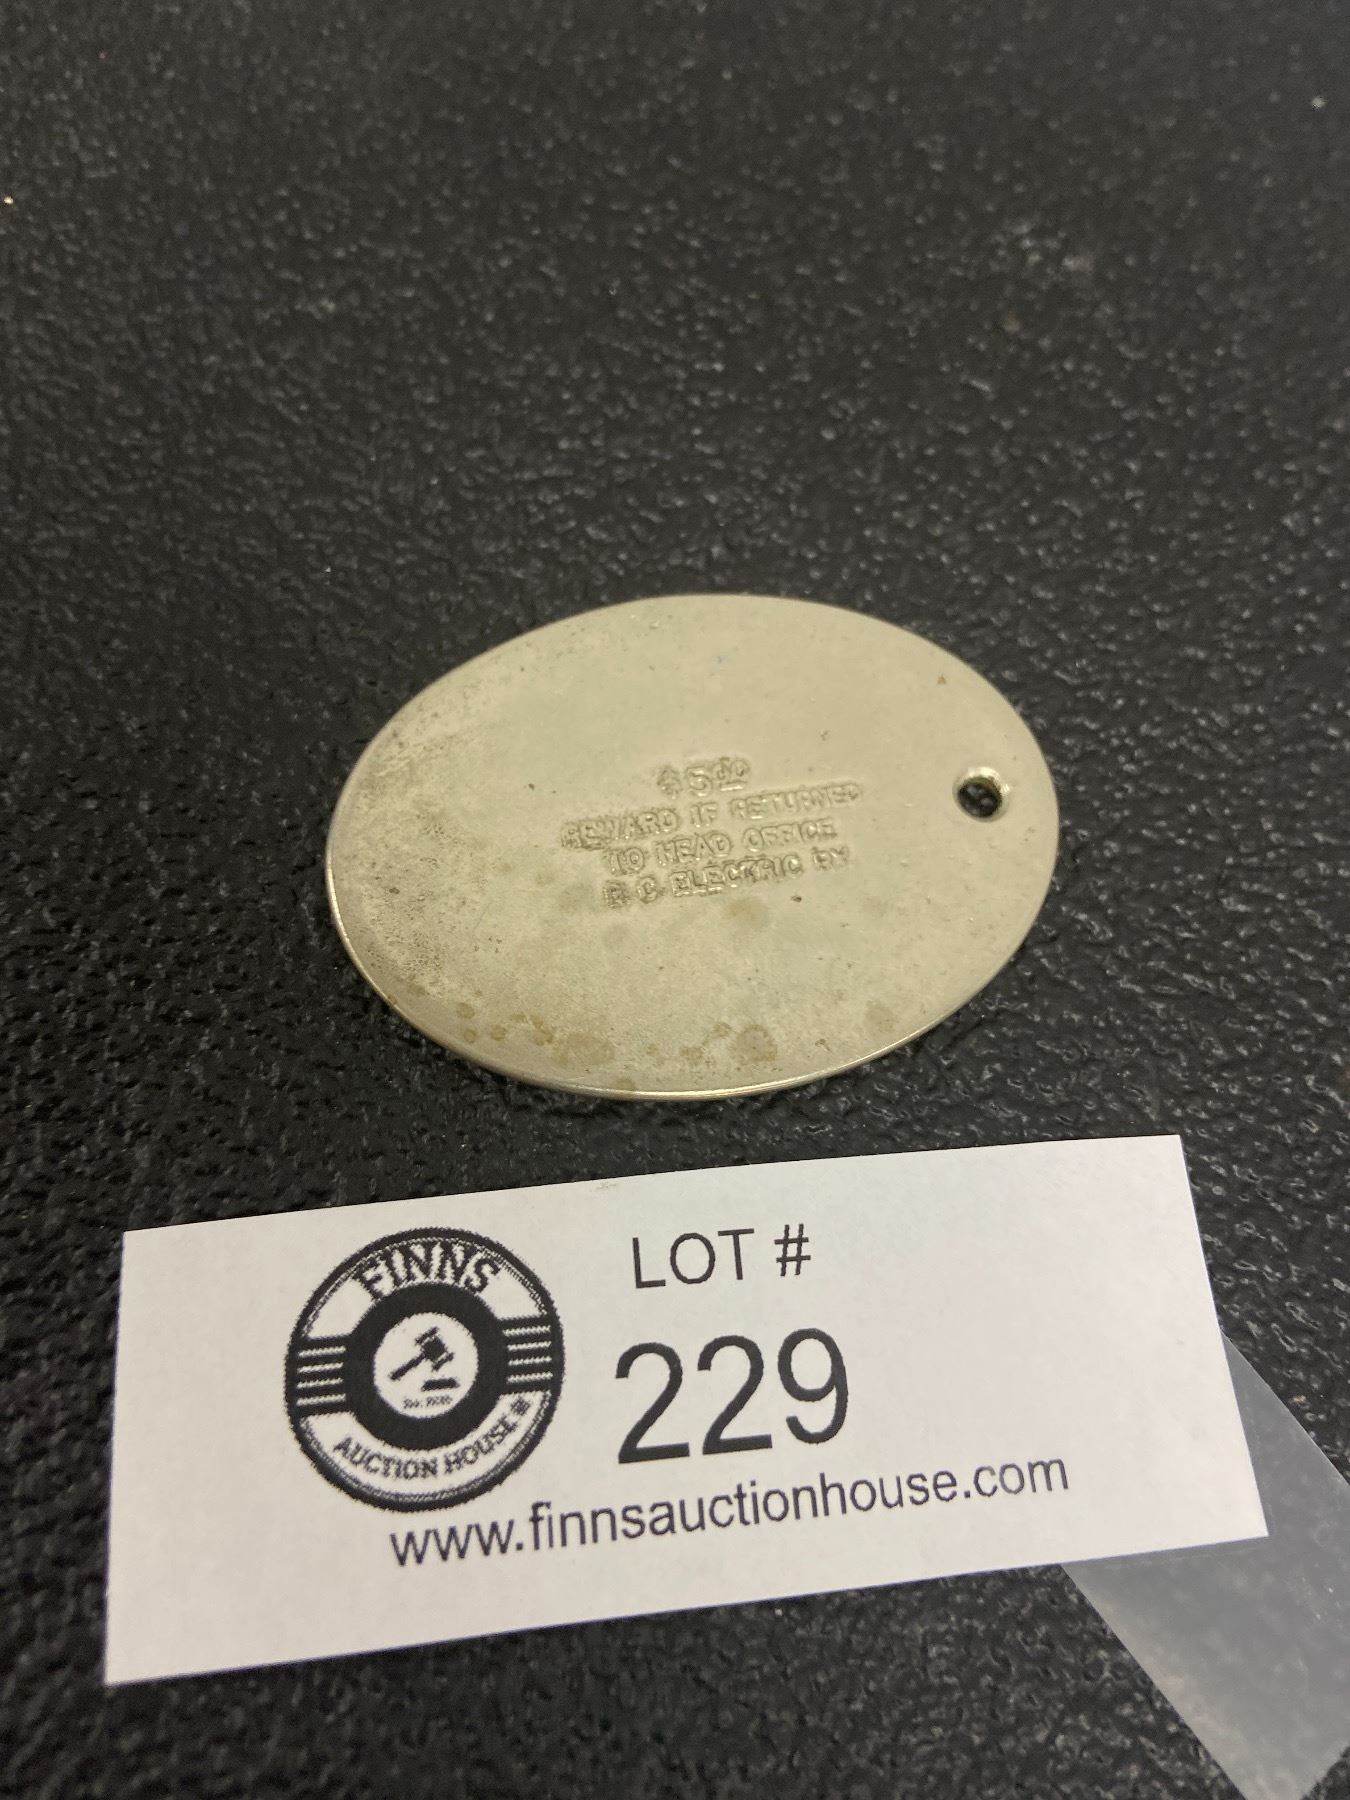 $5.00
REWARD IF RETURNED
TO HEAD OFFICE
B. C. ELECTRIC RY
FINNS
AUCTION HOUSE
LOT #
229
www.finnsauctionhouse.com